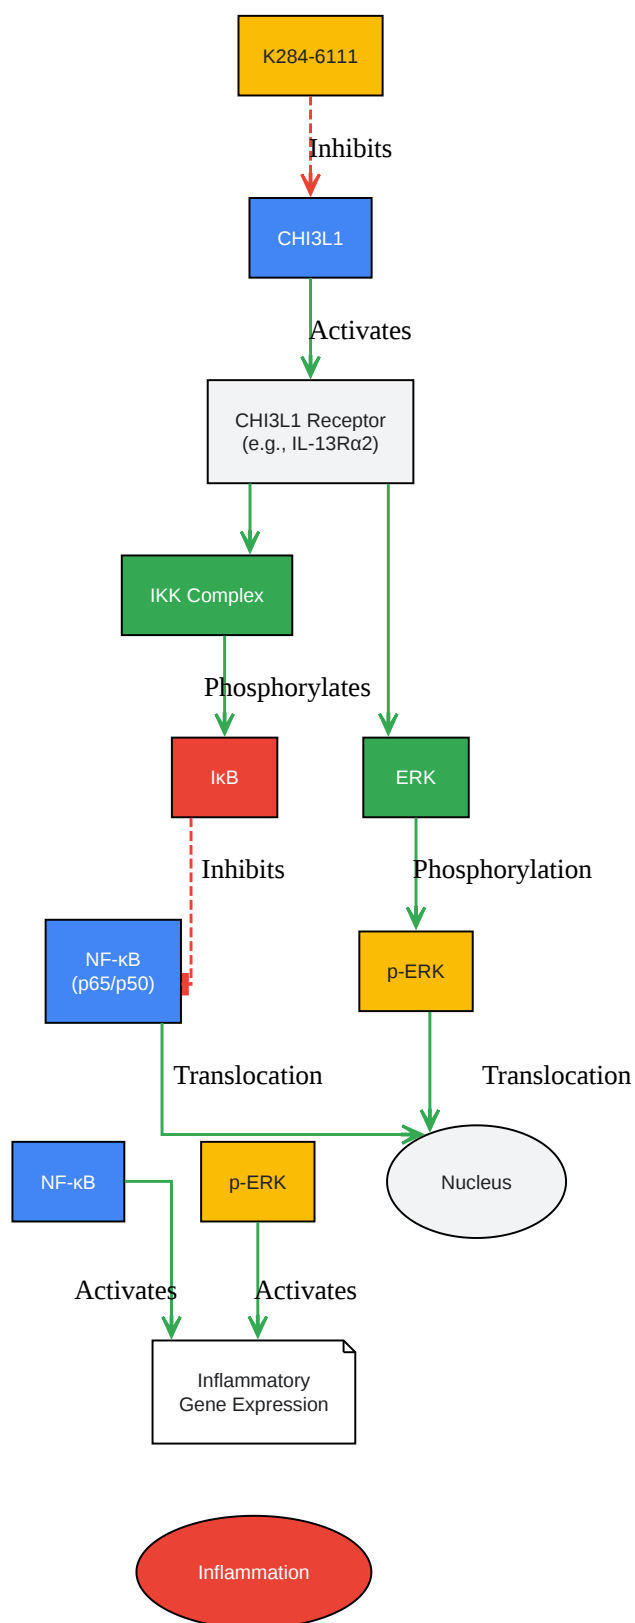 K284-6111
Inhibits
CHI3L1
Activates
CHI3L1 Receptor
(e.g., IL-13Rα2)
IKK Complex
Phosphorylates
IκB
ERK
Inhibits
Phosphorylation
NF-κB
(p65/p50)
p-ERK
Translocation
Translocation
NF-κB
p-ERK
Nucleus
Activates
Activates
Inflammatory
Gene Expression
Inflammation